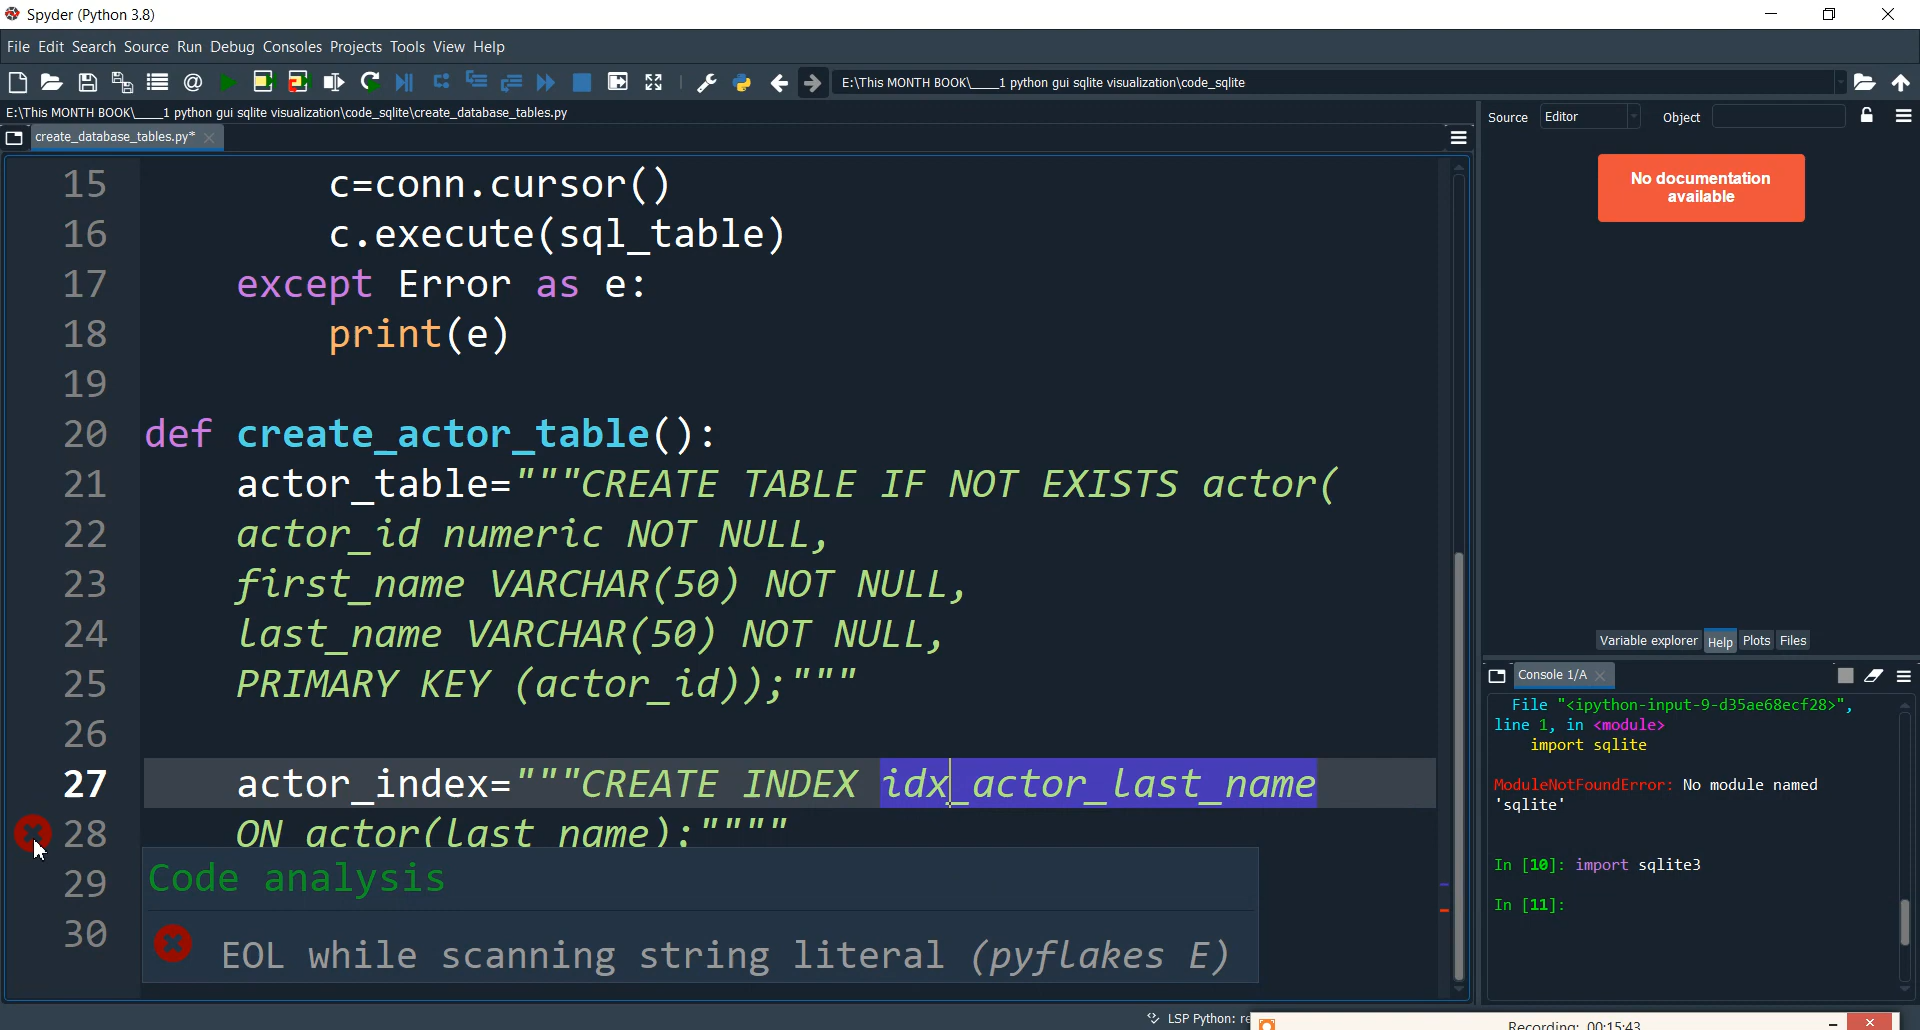 Spyder (Python 3.8)
File Edit Search Source Run Debug Consoles Projects Tools View Help
E:\This MONTH BOOK\____1 python gui sqlite visualization\code_sqlite
E:\This MONTH BOOK\____1 python gui sqlite visualization\code_sqlite\create_database_tables.py
create_database_tables.py*
15 c=conn.cursor()
16 c.execute(sql_table)
17 except Error as e:
18 print(e)
19
20 def create_actor_table():
21 actor_table="""CREATE TABLE IF NOT EXISTS actor(
22 actor_id numeric NOT NULL,
23 first_name VARCHAR(50) NOT NULL,
24 last_name VARCHAR(50) NOT NULL,
25 PRIMARY KEY (actor_id));"""
26
27 actor_index="""CREATE INDEX idx_actor_last_name
28 ON actor(last_name);""""
29
30
Code analysis
EOL while scanning string literal (pyflakes E)
Source Editor Object
No documentation
available
Variable explorer Help Plots Files
Console 1/A
File "<ipython-input-9-d35ae68ecf28>",
line 1, in <module>
import sqlite
ModuleNotFoundError: No module named
'sqlite'
In [10]: import sqlite3
In [11]:
LSP Python:
Recording: 00:15:43